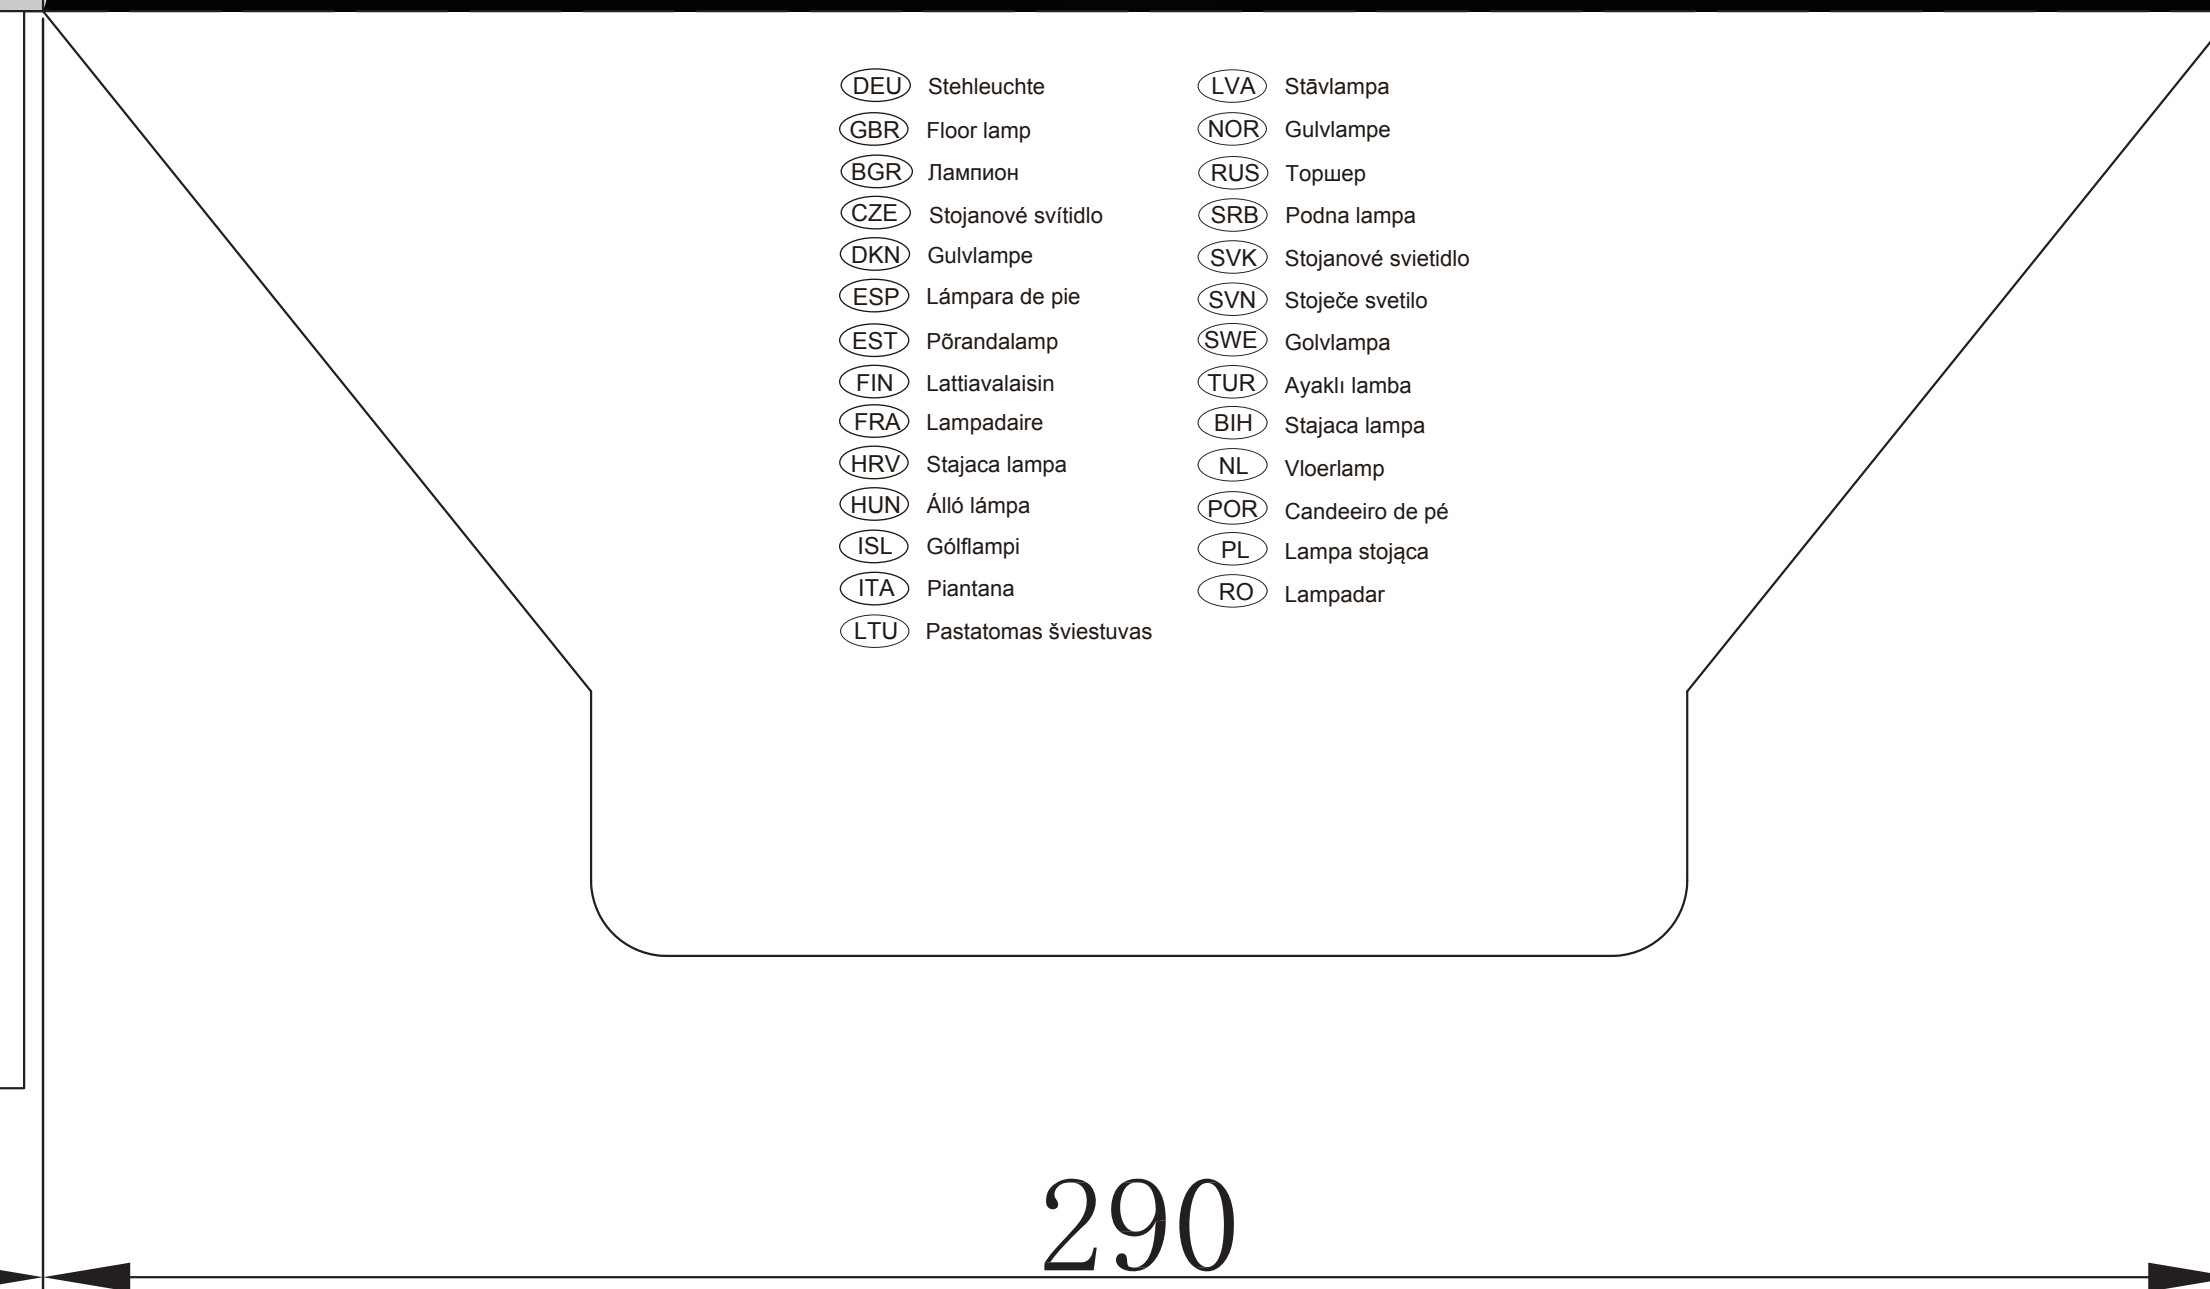 DEU Stehleuchte
GBR Floor lamp
BGR Лампион
CZE Stojanové svítidlo
DKN Gulvlampe
ESP Lámpara de pie
EST Põrandalamp
FIN Lattiavalaisin
FRA Lampadaire
HRV Stajaca lampa
HUN Álló lámpa
ISL Gólflampi
ITA Piantana
LTU Pastatomas šviestuvas
LVA Stāvlampa
NOR Gulvlampe
RUS Торшер
SRB Podna lampa
SVK Stojanové svietidlo
SVN Stoječe svetilo
SWE Golvlampa
TUR Ayaklı lamba
BIH Stajaca lampa
NL Vloerlamp
POR Candeeiro de pé
PL Lampa stojąca
RO Lampadar
290